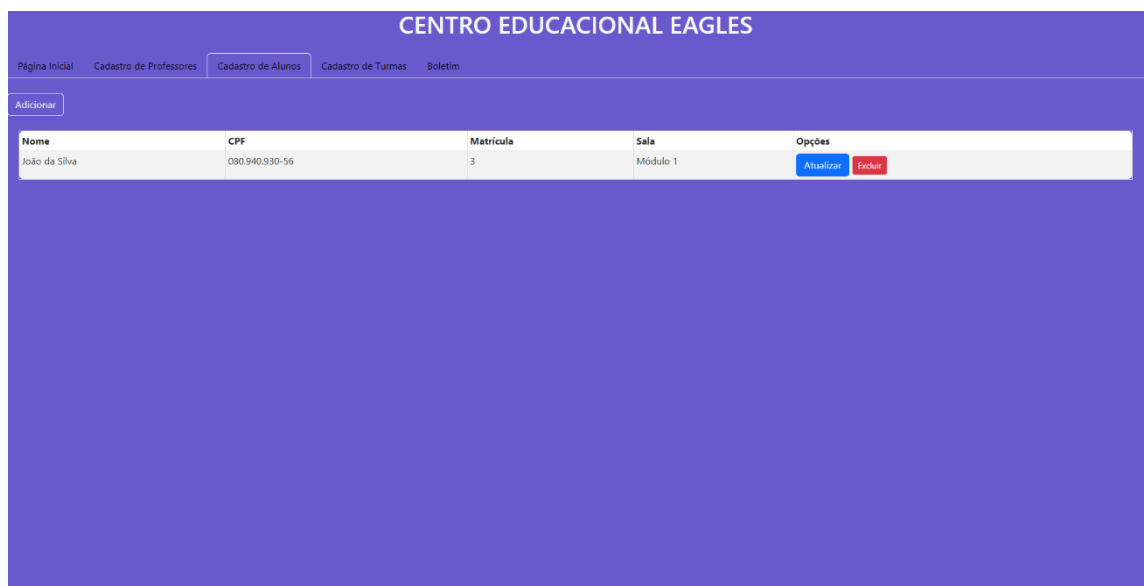 CENTRO EDUCACIONAL EAGLES
Página Inicial Cadastro de Professores Cadastro de Alunos Cadastro de Turmas Boletim
Adicionar
Nome CPF Matrícula Sala Opções
João da Silva 080.940.930-56 3 Módulo 1 Atualizar Excluir